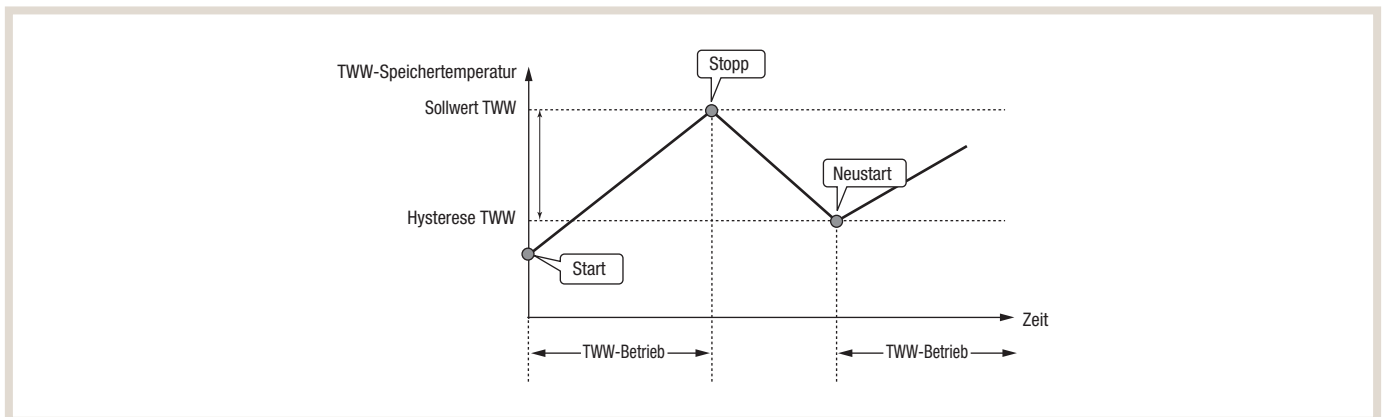 TWW-Speichertemperatur
Stopp
Sollwert TWW
Neustart
Hysterese TWW
Start
Zeit
TWW-Betrieb
TWW-Betrieb